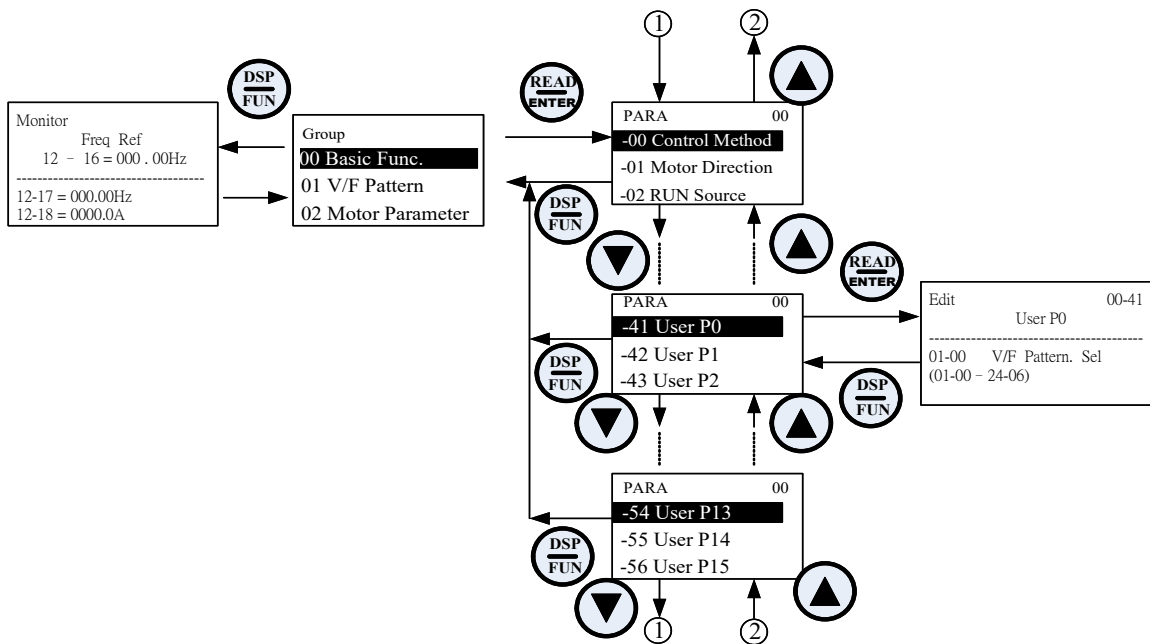 ① ②
DSP
FUN
READ
ENTER
Monitor
Freq Ref
12 - 16 = 000 . 00Hz
12-17 = 000.00Hz
12-18 = 0000.0A
Group
00 Basic Func.
01 V/F Pattern
02 Motor Parameter
PARA 00
-00 Control Method
-01 Motor Direction
-02 RUN Source
DSP
FUN
READ
ENTER
PARA 00
-41 User P0
-42 User P1
-43 User P2
Edit 00-41
User P0
01-00 V/F Pattern. Sel
(01-00 - 24-06)
DSP
FUN
DSP
FUN
PARA 00
-54 User P13
-55 User P14
-56 User P15
DSP
FUN
① ②